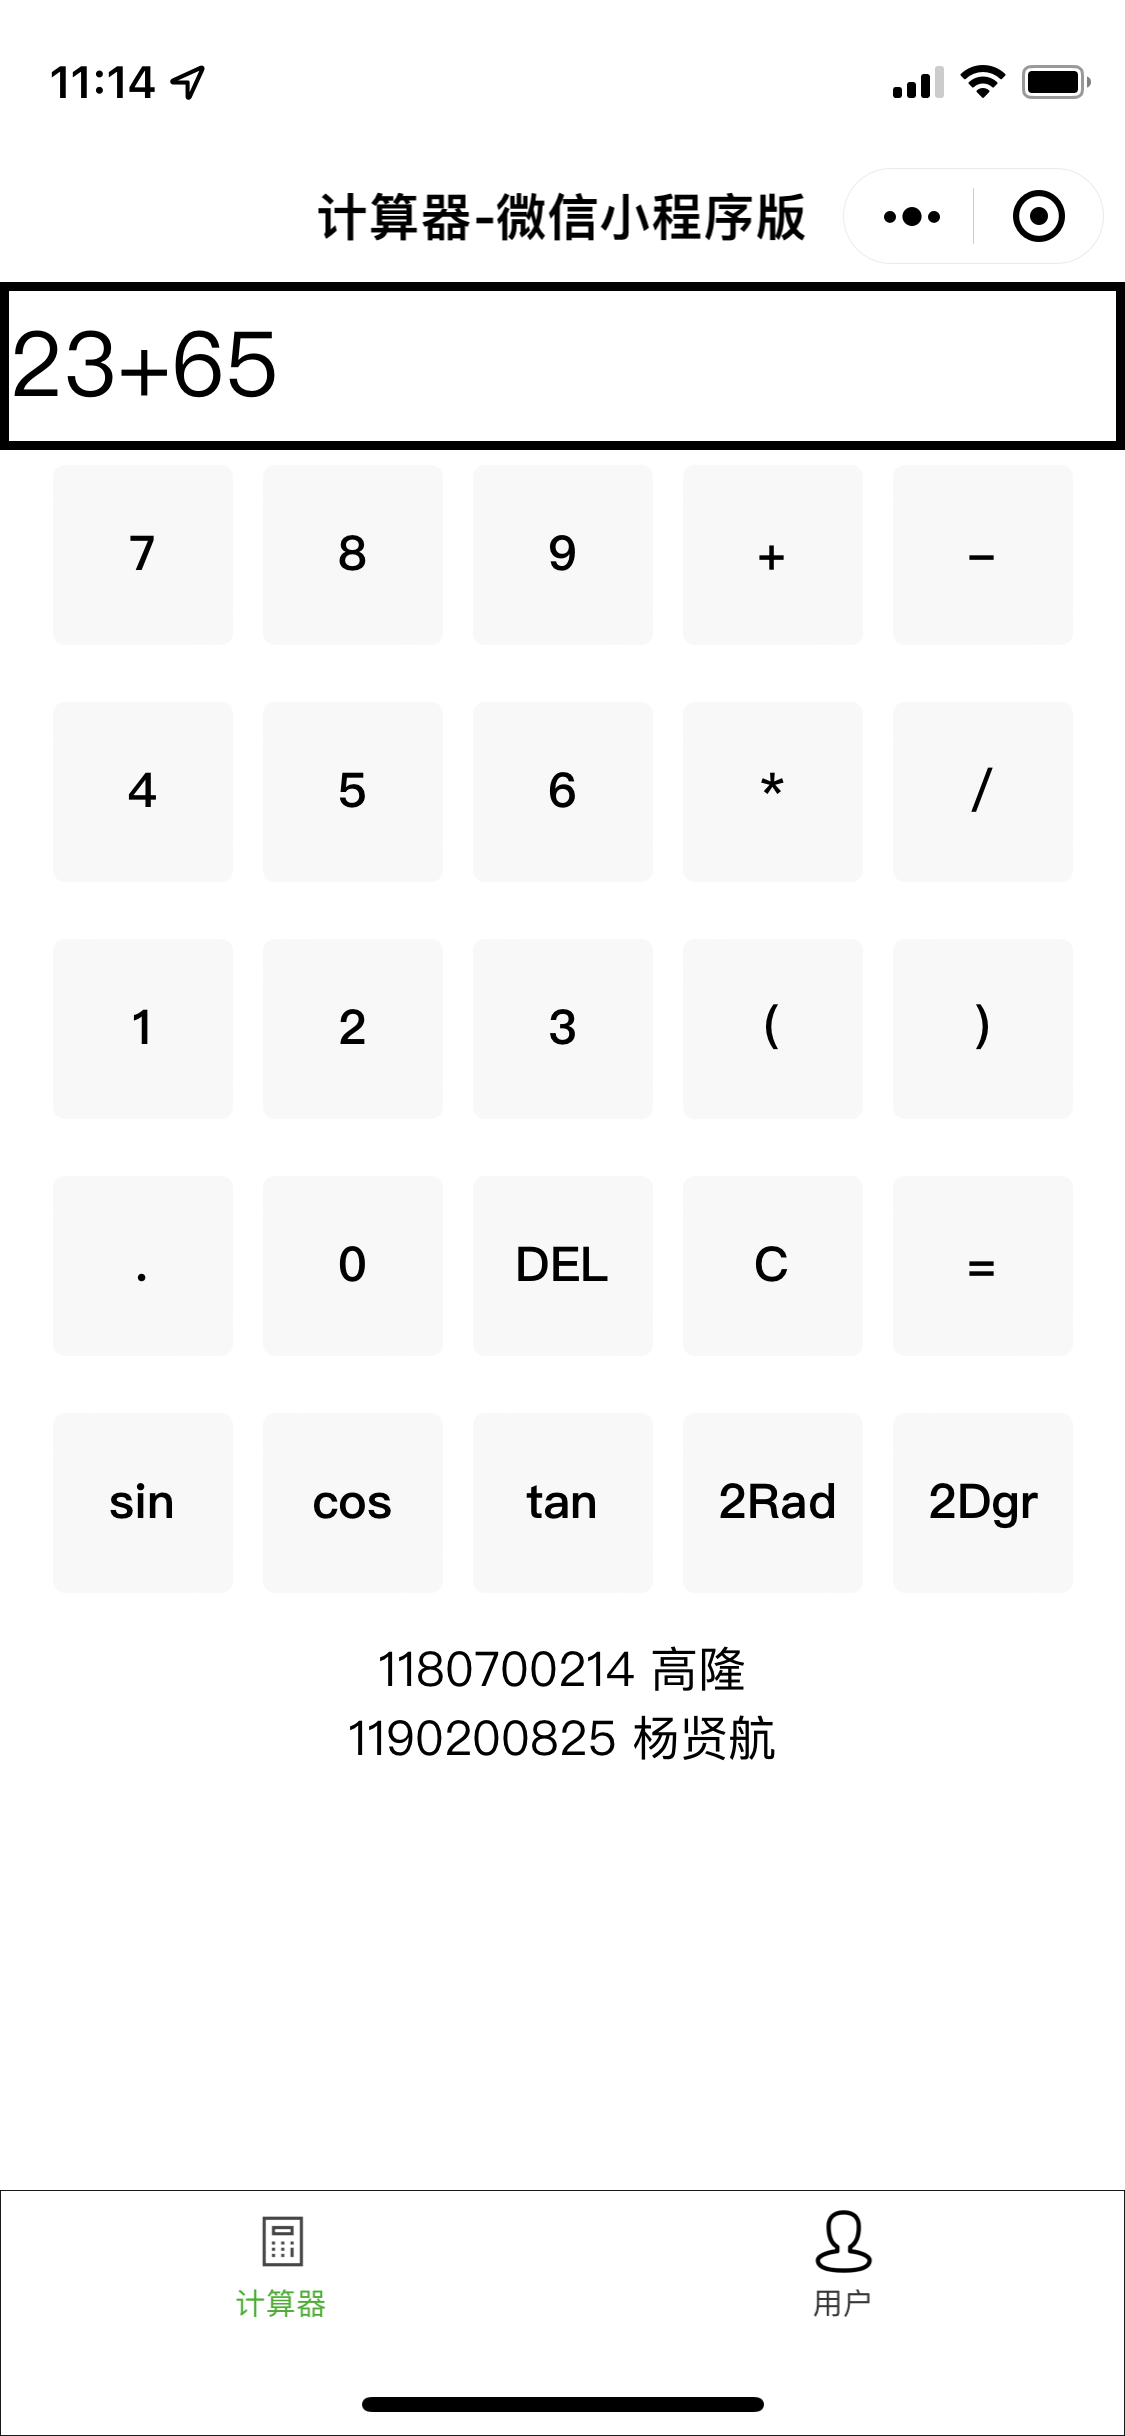 11:14
计算器-微信小程序版
23+65
7 8 9 + -
4 5 6 * /
1 2 3 ( )
. 0 DEL C =
sin cos tan 2Rad 2Dgr
1180700214 高隆
1190200825 杨贤航
计算器 用户